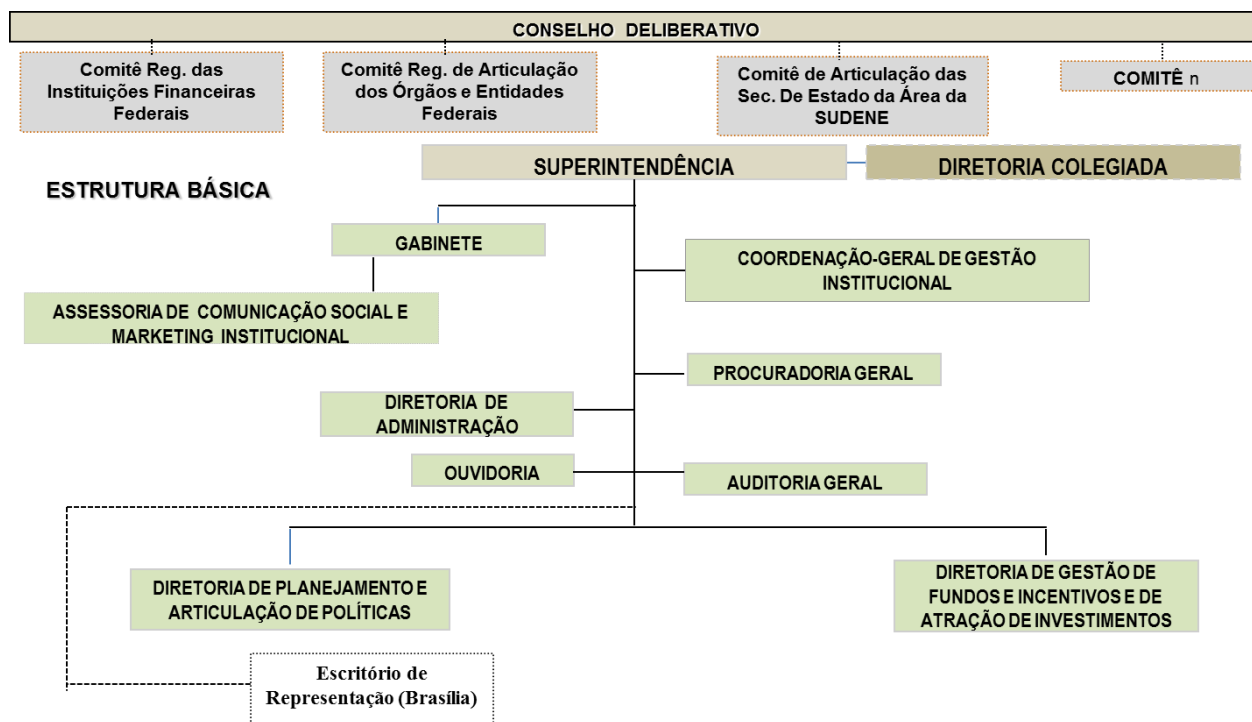 CONSELHO DELIBERATIVO
Comitê Reg. das
Instituições Financeiras
Federais
Comitê Reg. de Articulação
dos Órgãos e Entidades
Federais
Comitê de Articulação das
Sec. De Estado da Área da
SUDENE
COMITÊ n
SUPERINTENDÊNCIA
DIRETORIA COLEGIADA
ESTRUTURA BÁSICA
GABINETE
COORDENAÇÃO-GERAL DE GESTÃO
INSTITUCIONAL
ASSESSORIA DE COMUNICAÇÃO SOCIAL E
MARKETING INSTITUCIONAL
PROCURADORIA GERAL
DIRETORIA DE
ADMINISTRAÇÃO
OUVIDORIA
AUDITORIA GERAL
DIRETORIA DE PLANEJAMENTO E
ARTICULAÇÃO DE POLÍTICAS
DIRETORIA DE GESTÃO DE
FUNDOS E INCENTIVOS E DE
ATRAÇÃO DE INVESTIMENTOS
Escritório de
Representação (Brasília)